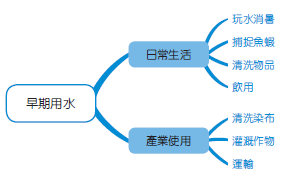 早期用水
日常生活
玩水消暑
捕捉魚蝦
清洗物品
飲用
產業使用
清洗染布
灌溉作物
運輸